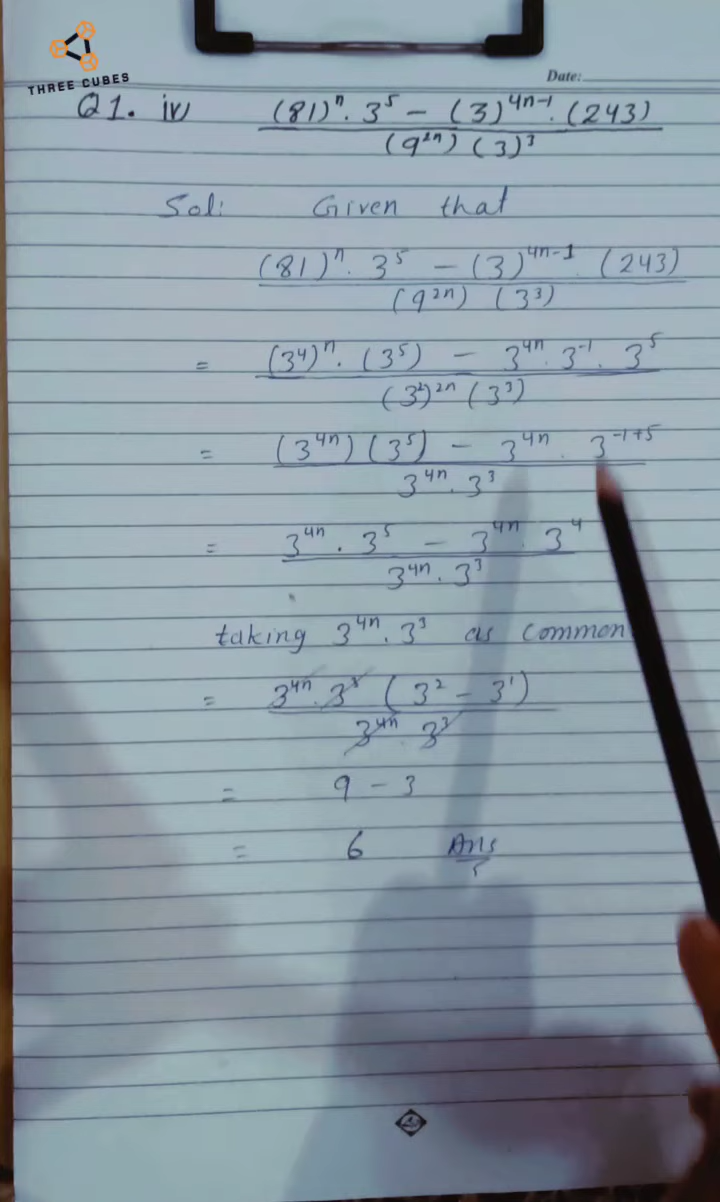 THREE CUBES
Date:
Q1. iv) (81)ⁿ · 3⁵ − (3)⁴ⁿ⁻¹ · (243)
(9²ⁿ) (3)³
Sol: Given that
(81)ⁿ · 3⁵ − (3)⁴ⁿ⁻¹ · (243)
(9²ⁿ) (3³)
= (3⁴)ⁿ · (3⁵) − 3⁴ⁿ · 3⁻¹ · 3⁵
(3²)²ⁿ (3³)
= (3⁴ⁿ) (3⁵) − 3⁴ⁿ · 3⁻¹⁺⁵
3⁴ⁿ · 3³
= 3⁴ⁿ · 3⁵ − 3⁴ⁿ · 3⁴
3⁴ⁿ · 3³
taking 3⁴ⁿ · 3³ as common
= 3⁴ⁿ · 3³ (3² − 3¹)
3⁴ⁿ · 3³
= 9 − 3
= 6 Ans